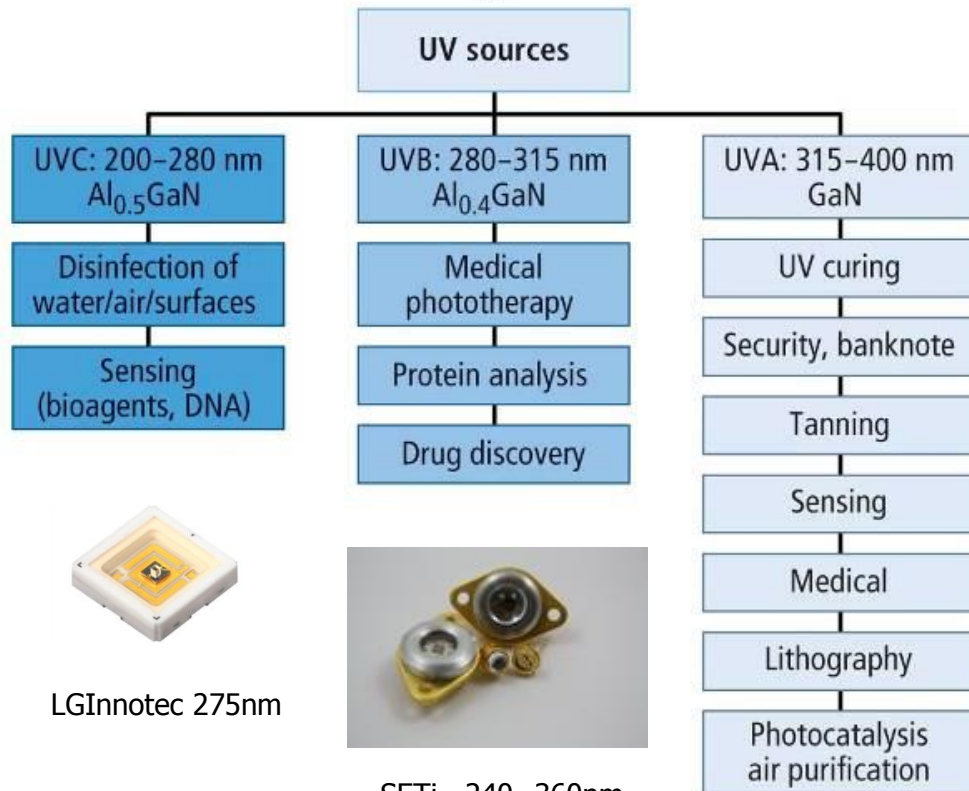 UV sources
UVC: 200–280 nm
Al0.5GaN
Disinfection of
water/air/surfaces
Sensing
(bioagents, DNA)
UVB: 280–315 nm
Al0.4GaN
Medical
phototherapy
Protein analysis
Drug discovery
UVA: 315–400 nm
GaN
UV curing
Security, banknote
Tanning
Sensing
Medical
Lithography
Photocatalysis
air purification
LGInnotec 275nm
240 360nm